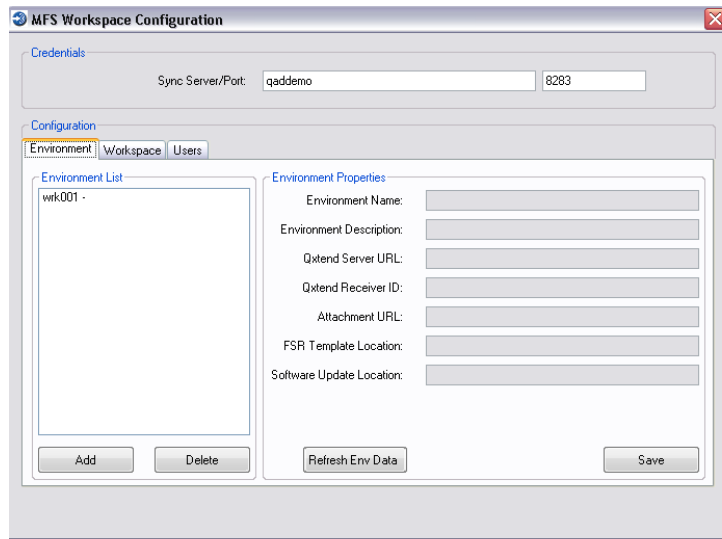 MFS Workspace Configuration
Credentials
Sync Server/Port: qaddemo 8283
Configuration
Environment Workspace Users
Environment List
wrk001 -
Add Delete
Environment Properties
Environment Name:
Environment Description:
Qxtend Server URL:
Qxtend Receiver ID:
Attachment URL:
FSR Template Location:
Software Update Location:
Refresh Env Data Save